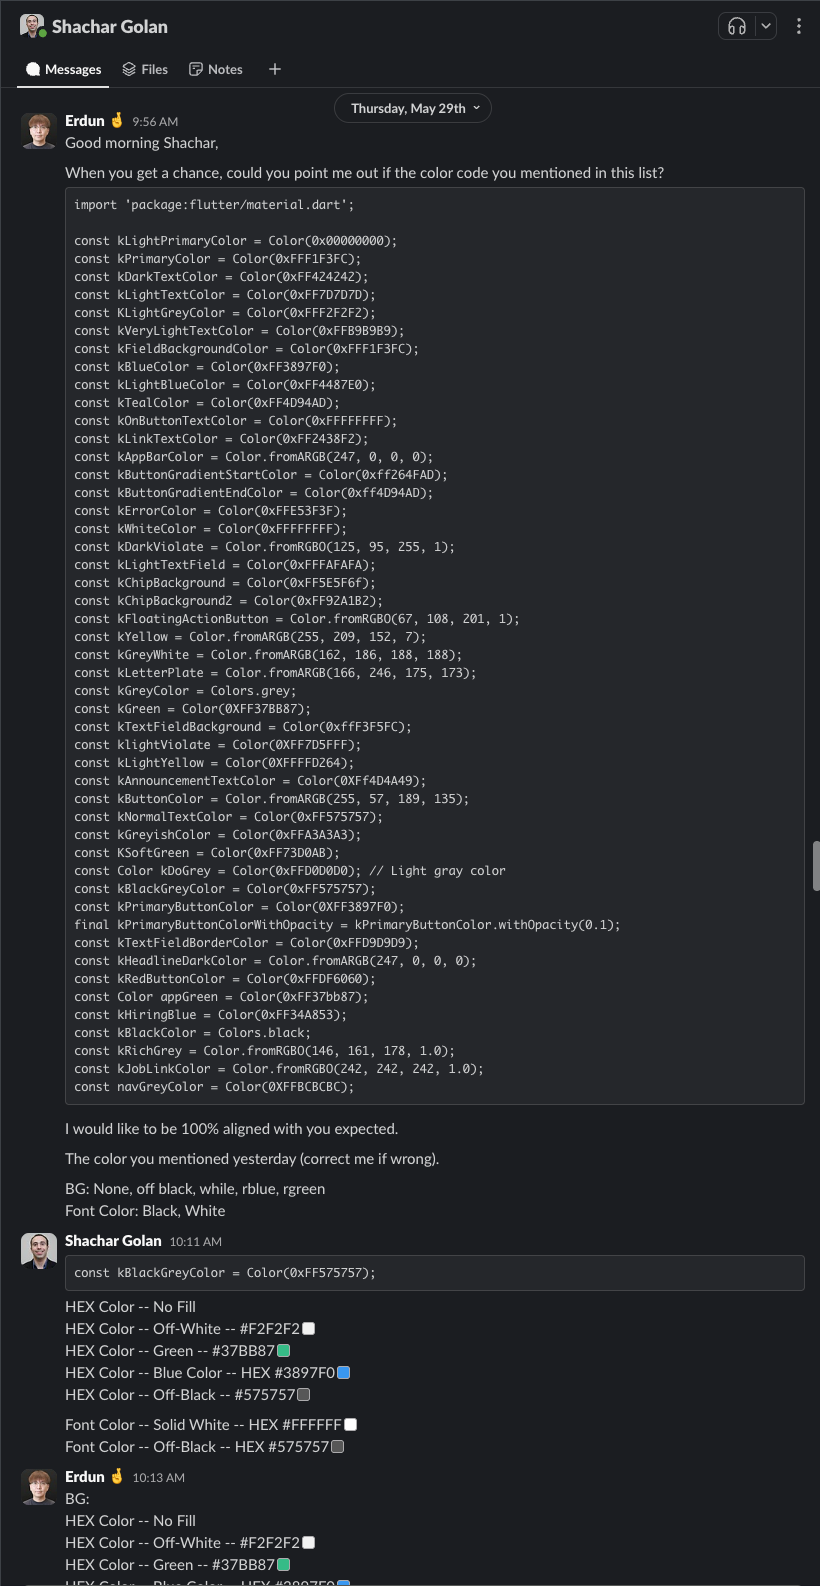 Shachar Golan
Messages Files Notes
Thursday, May 29th
Erdun 9:56 AM
Good morning Shachar,
When you get a chance, could you point me out if the color code you mentioned in this list?
import 'package:flutter/material.dart';
const kLightPrimaryColor = Color(0x00000000);
const kPrimaryColor = Color(0xFFF1F3FC);
const kDarkTextColor = Color(0xFF424242);
const kLightTextColor = Color(0xFF7D7D7D);
const KLightGreyColor = Color(0xFFF2F2F2);
const kVeryLightTextColor = Color(0xFFB9B9B9);
const kFieldBackgroundColor = Color(0xFFF1F3FC);
const kBlueColor = Color(0xFF3897F0);
const kLightBlueColor = Color(0xFF4487E0);
const kTealColor = Color(0xFF4D94AD);
const kOnButtonTextColor = Color(0xFFFFFFFF);
const kLinkTextColor = Color(0xFF2438F2);
const kAppBarColor = Color.fromARGB(247, 0, 0, 0);
const kButtonGradientStartColor = Color(0xff264FAD);
const kButtonGradientEndColor = Color(0xff4D94AD);
const kErrorColor = Color(0xFFE53F3F);
const kWhiteColor = Color(0xFFFFFFFF);
const kDarkViolate = Color.fromRGBO(125, 95, 255, 1);
const kLightTextField = Color(0xFFFAFAFA);
const kChipBackground = Color(0xFF5E5F6f);
const kChipBackground2 = Color(0xFF92A1B2);
const kFloatingActionButton = Color.fromRGBO(67, 108, 201, 1);
const kYellow = Color.fromARGB(255, 209, 152, 7);
const kGreyWhite = Color.fromARGB(162, 186, 188, 188);
const kLetterPlate = Color.fromARGB(166, 246, 175, 173);
const kGreyColor = Colors.grey;
const kGreen = Color(0XFF37BB87);
const kTextFieldBackground = Color(0xffF3F5FC);
const klightViolate = Color(0XFF7D5FFF);
const kLightYellow = Color(0XFFFFD264);
const kAnnouncementTextColor = Color(0XFf4D4A49);
const kButtonColor = Color.fromARGB(255, 57, 189, 135);
const kNormalTextColor = Color(0xFF575757);
const kGreyishColor = Color(0XFFA3A3A3);
const KSoftGreen = Color(0xFF73D0AB);
const Color kDoGrey = Color(0xFFD0D0D0); // Light gray color
const kBlackGreyColor = Color(0xFF575757);
const kPrimaryButtonColor = Color(0XFF3897F0);
final kPrimaryButtonColorWithOpacity = kPrimaryButtonColor.withOpacity(0.1);
const kTextFieldBorderColor = Color(0xFFD9D9D9);
const kHeadlineDarkColor = Color.fromARGB(247, 0, 0, 0);
const kRedButtonColor = Color(0xFFDF6060);
const Color appGreen = Color(0xFF37bb87);
const kHiringBlue = Color(0xFF34A853);
const kBlackColor = Colors.black;
const kRichGrey = Color.fromRGBO(146, 161, 178, 1.0);
const kJobLinkColor = Color.fromRGBO(242, 242, 242, 1.0);
const navGreyColor = Color(0XFFBCBCBC);
I would like to be 100% aligned with you expected.
The color you mentioned yesterday (correct me if wrong).
BG: None, off black, while, rblue, rgreen
Font Color: Black, White
Shachar Golan 10:11 AM
const kBlackGreyColor = Color(0xFF575757);
HEX Color -- No Fill
HEX Color -- Off-White -- #F2F2F2
HEX Color -- Green -- #37BB87
HEX Color -- Blue Color -- HEX #3897F0
HEX Color -- Off-Black -- #575757
Font Color -- Solid White -- HEX #FFFFFF
Font Color -- Off-Black -- HEX #575757
Erdun 10:13 AM
BG:
HEX Color -- No Fill
HEX Color -- Off-White -- #F2F2F2
HEX Color -- Green -- #37BB87
HEX Color -- Blue Color -- HEX #3897F0